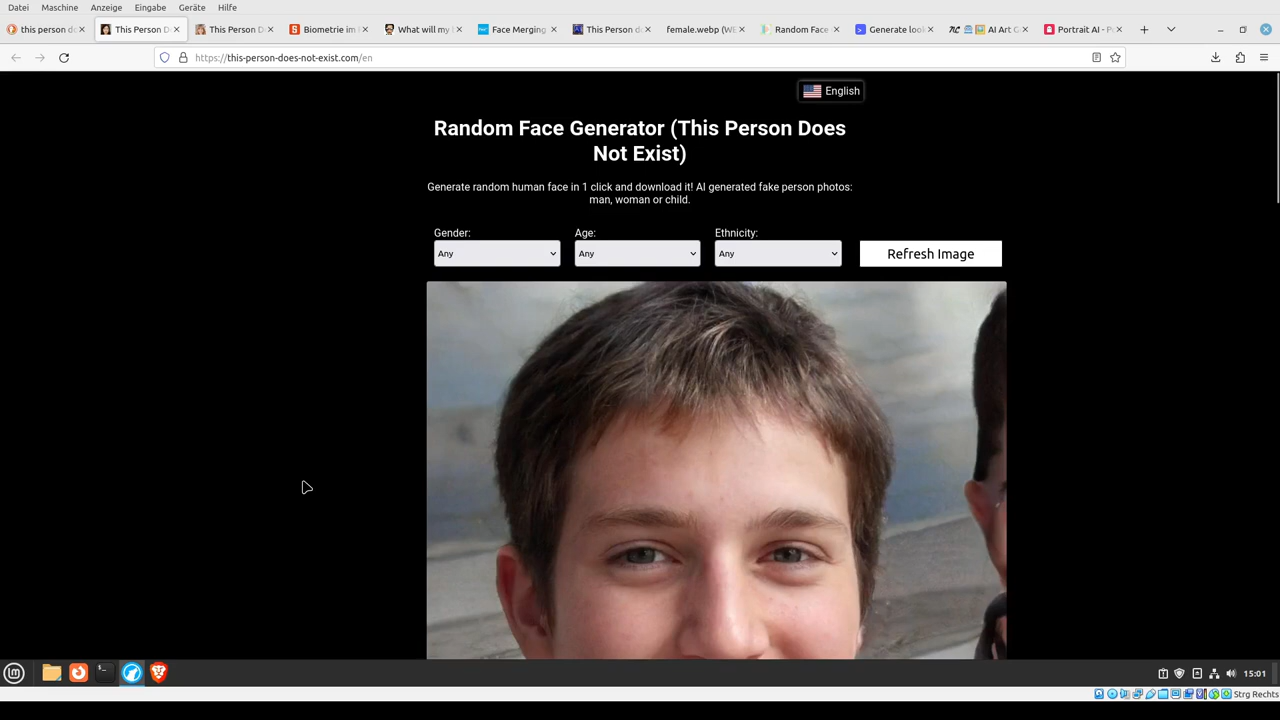 Datei Maschine Anzeige Eingabe Geräte Hilfe
this person do This Person D This Person D Biometrie im What will my Face Merging This Person d female.webp (WE Random Face Generate loo AI Art G Portrait AI - P
https://this-person-does-not-exist.com/en
English
Random Face Generator (This Person Does
Not Exist)
Generate random human face in 1 click and download it! AI generated fake person photos:
man, woman or child.
Gender: Age: Ethnicity:
Any Any Any Refresh Image
15:01
Strg Rechts